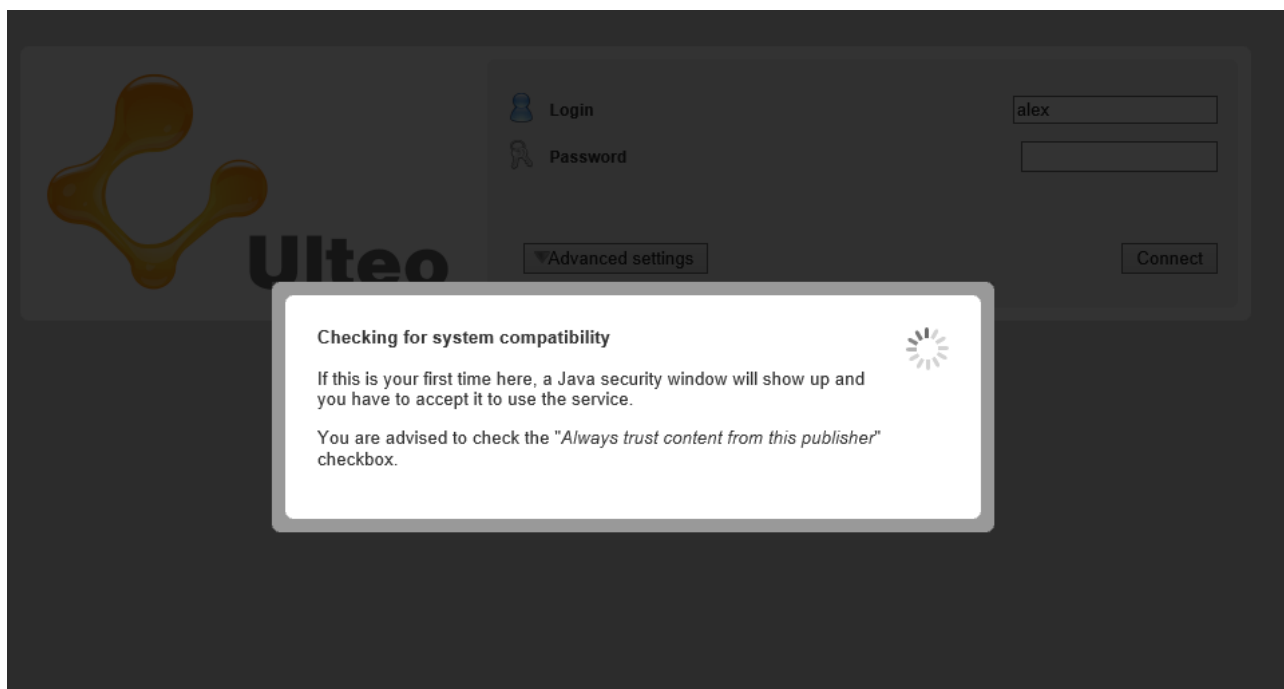 Login
alex
Password
Ulteo
▼Advanced settings
Connect
Checking for system compatibility
If this is your first time here, a Java security window will show up and
you have to accept it to use the service.
You are advised to check the "Always trust content from this publisher"
checkbox.